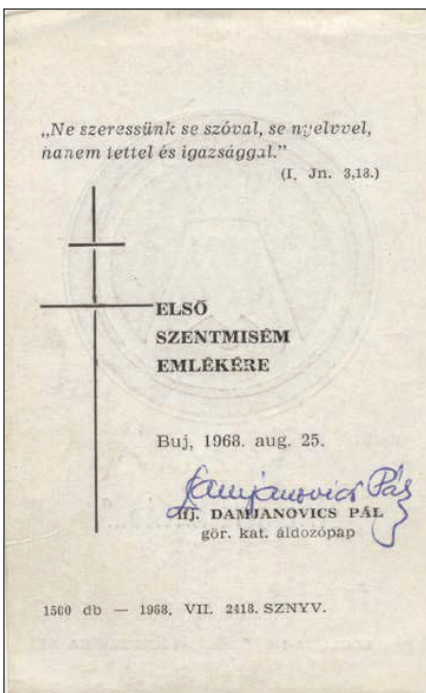 „Ne szeressünk se szóval, se nyelvvel,
hanem tettel és igazsággal.”
(I. Jn. 3,18.)
ELSŐ
SZENTMISÉM
EMLÉKÉRE
Buj, 1968. aug. 25.
Damjanovics Pál
ifj. DAMJANOVICS PÁL
gör. kat. áldozópap
1500 db — 1968. VII. 2418. SZNYV.